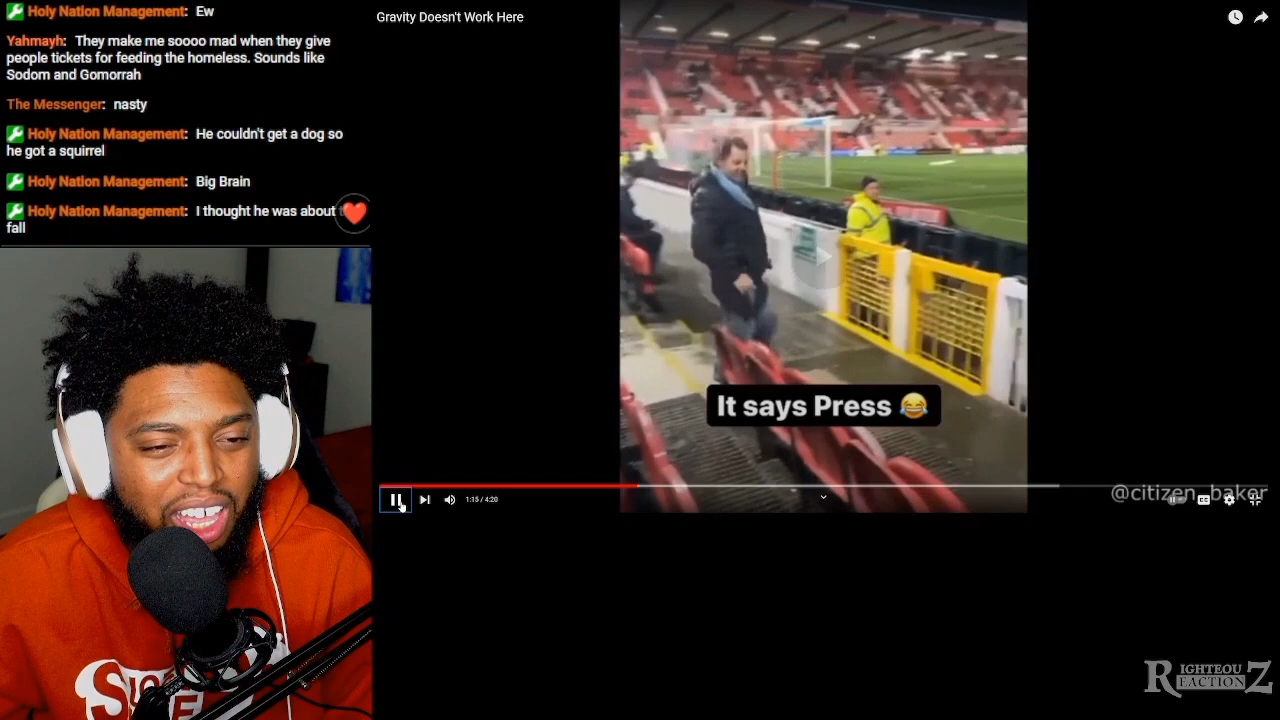 Holy Nation Management: Ew
Yahmayh: They make me soooo mad when they give
people tickets for feeding the homeless. Sounds like
Sodom and Gomorrah
The Messenger: nasty
Holy Nation Management: He couldn't get a dog so
he got a squirrel
Holy Nation Management: Big Brain
Holy Nation Management: I thought he was about
fall
Gravity Doesn't Work Here
It says Press 😂
1:15 / 4:20
@citizen_baker
CC
RIGHTEOU
REACTIONZ